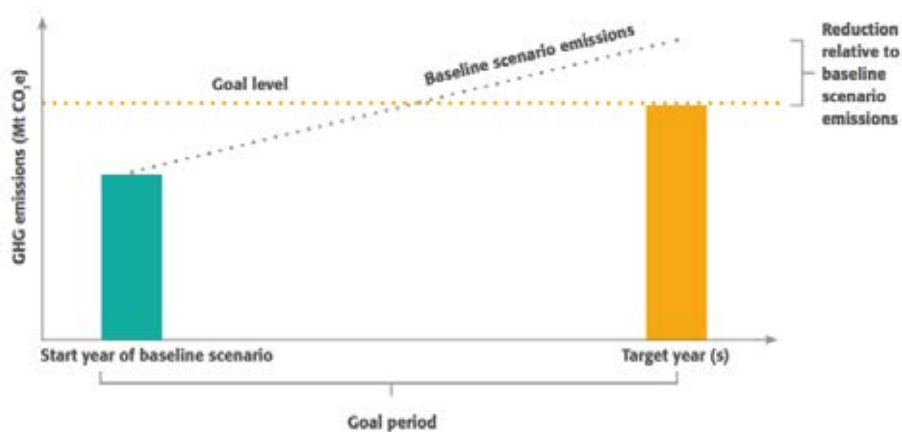 Baseline scenario emissions
Reduction
relative to
baseline
scenario
emissions
Goal level
GHG emissions (Mt CO₂e)
Start year of baseline scenario
Target year (s)
Goal period